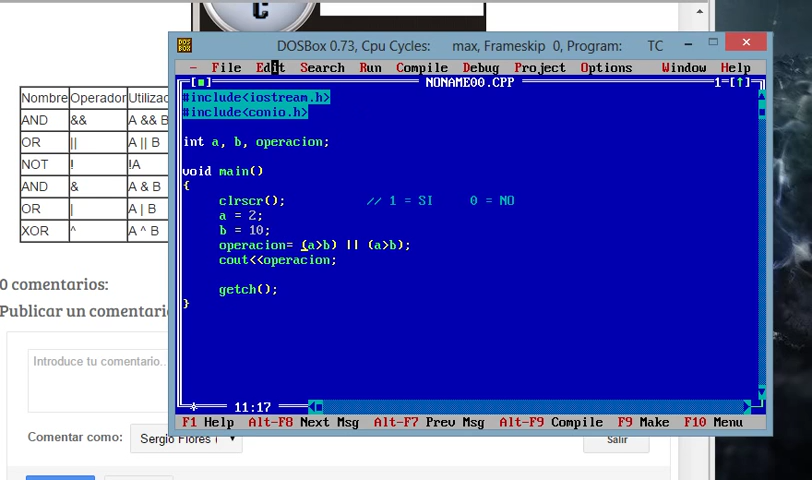 C
DOSBox 0.73, Cpu Cycles: max, Frameskip 0, Program: TC
File Edit Search Run Compile Debug Project Options Window Help
NONAME00.CPP 1=[↑]
#include<iostream.h>
#include<conio.h>
int a, b, operacion;
void main()
{
clrscr(); // 1 = SI 0 = NO
a = 2;
b = 10;
operacion= (a>b) || (a>b);
cout<<operacion;
getch();
}
11:17
F1 Help Alt-F8 Next Msg Alt-F7 Prev Msg Alt-F9 Compile F9 Make F10 Menu
Nombre Operador
AND && A && B
OR || A || B
NOT ! !A
AND & A & B
OR | A | B
XOR ^ A ^ B
0 comentarios:
Introduce tu comentario...
Comentar como: Sergio Flores
Salir